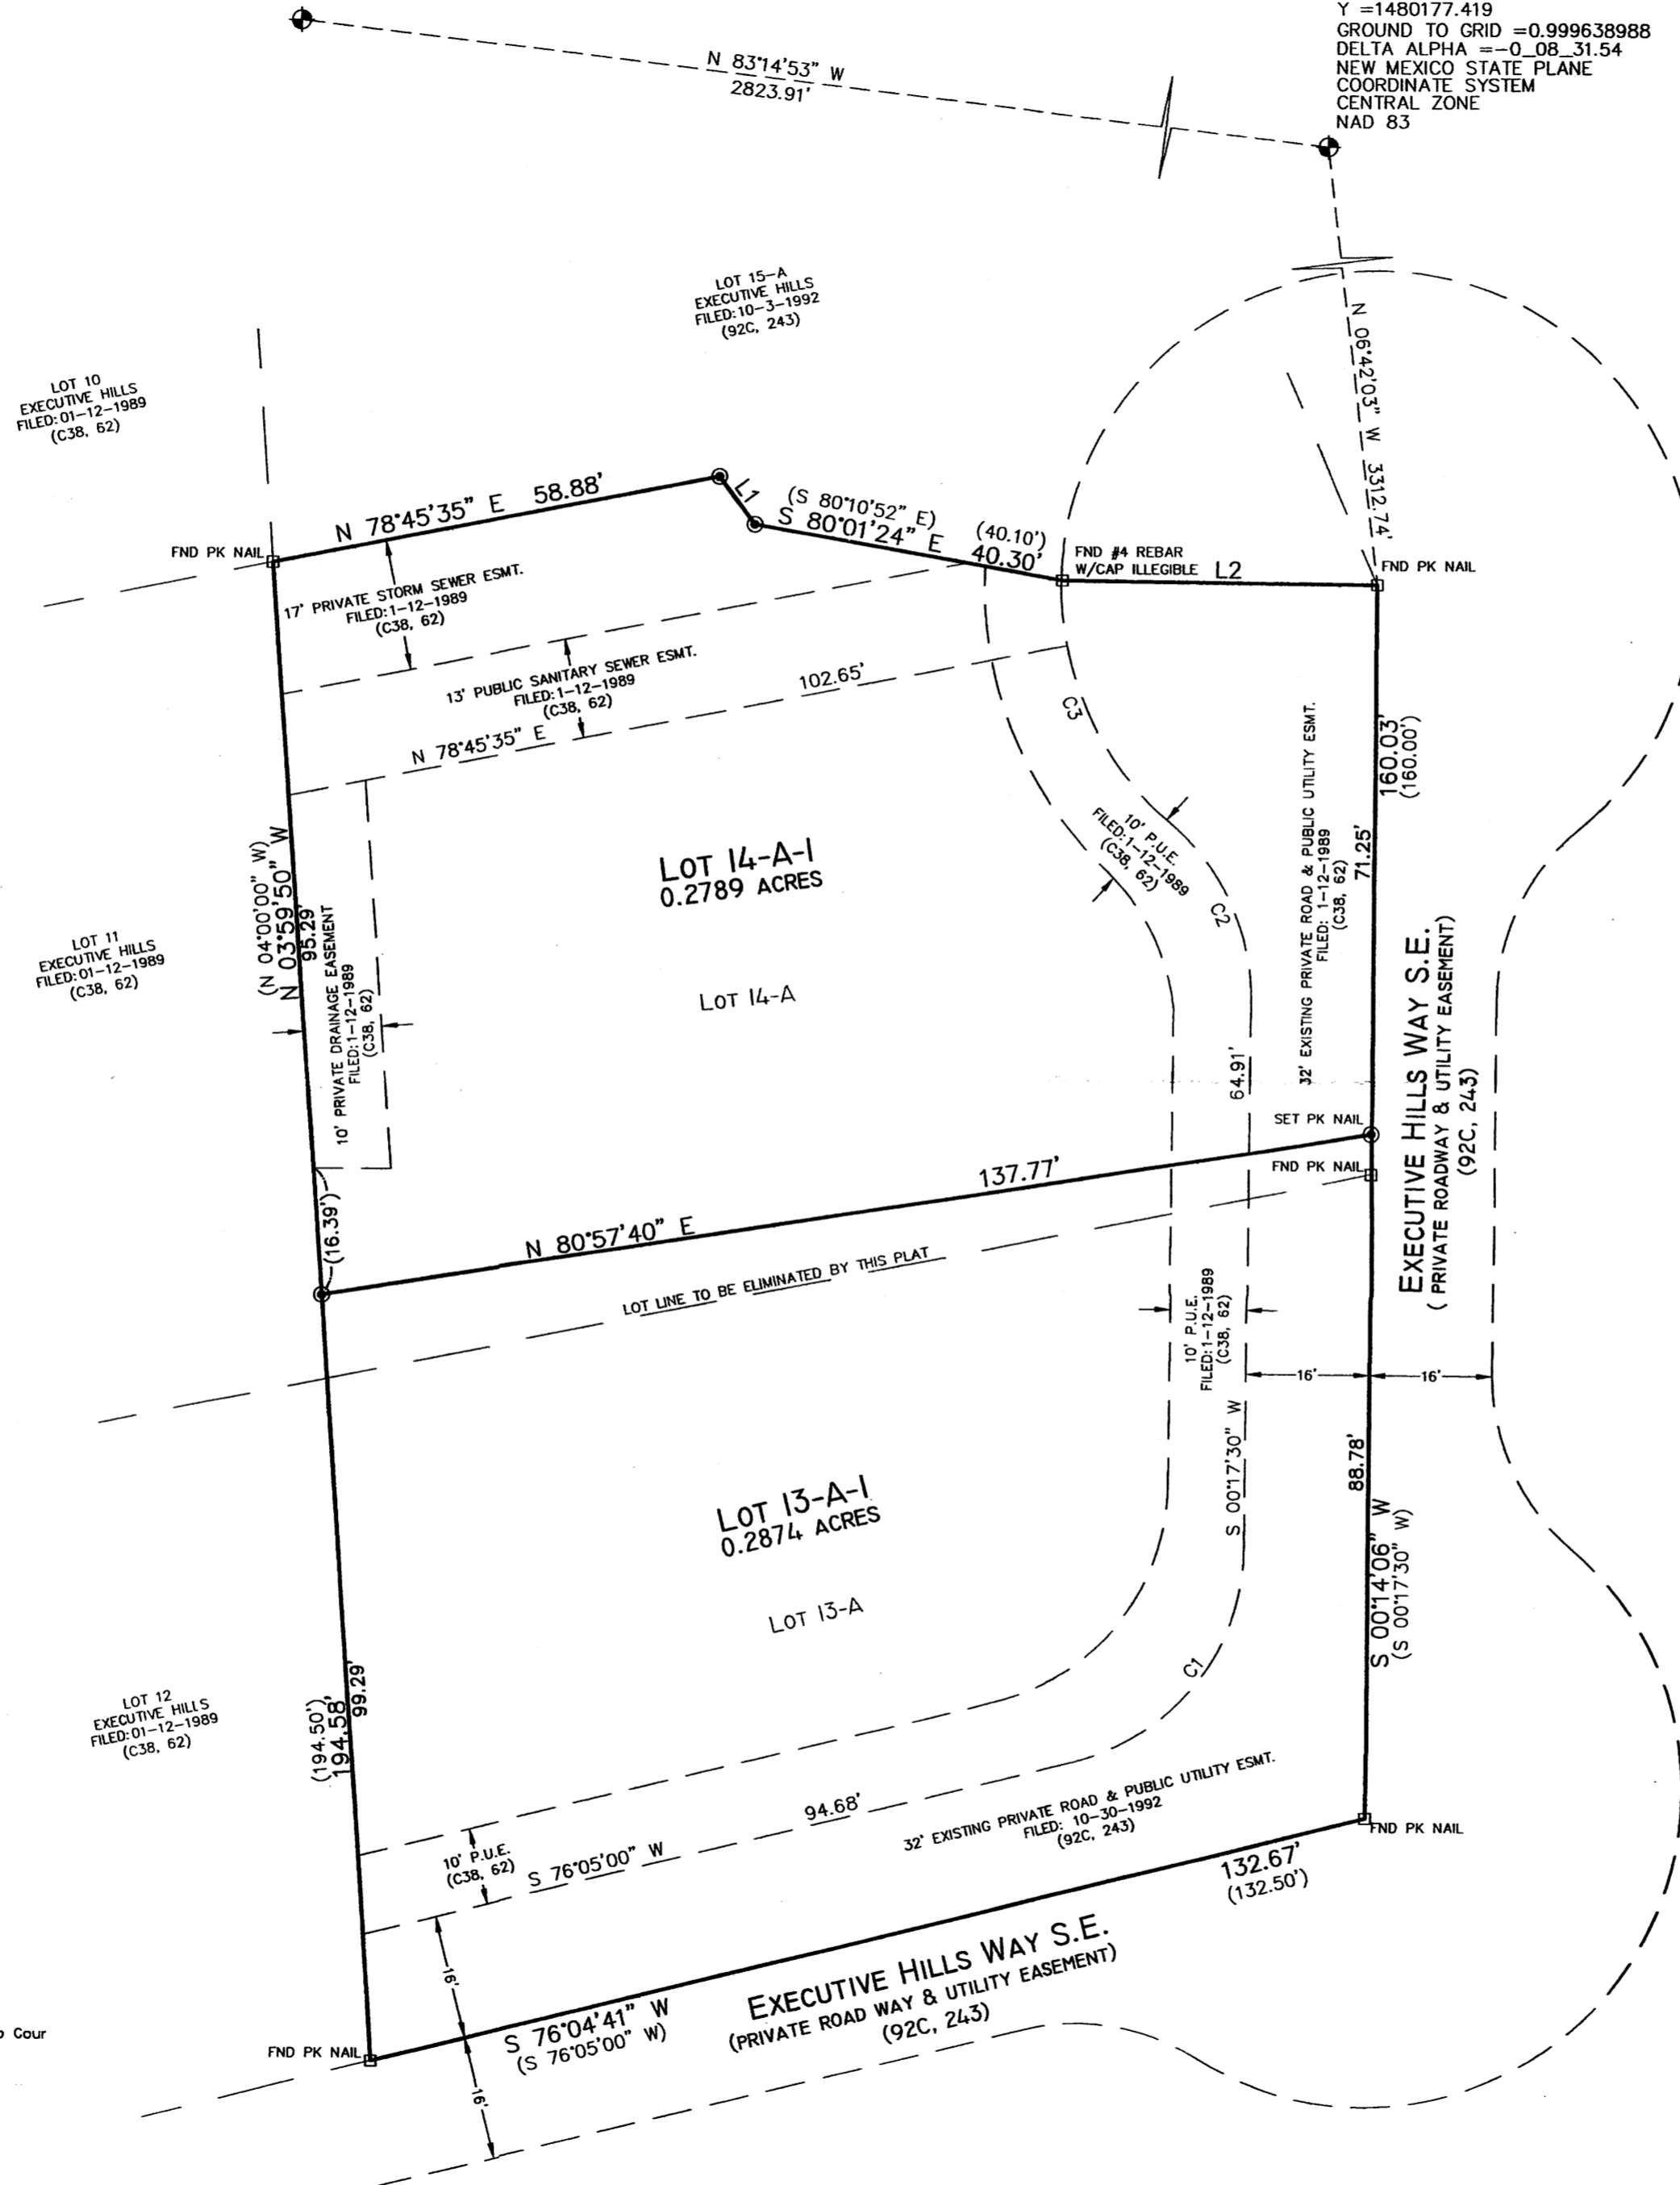 Y =1480177.419
GROUND TO GRID =0.999638988
DELTA ALPHA =-0_08_31.54
NEW MEXICO STATE PLANE
COORDINATE SYSTEM
CENTRAL ZONE
NAD 83
N 83°14'53" W
2823.91'
N 06°42'03" W 3312.74'
LOT 15-A
EXECUTIVE HILLS
FILED: 10-3-1992
(92C, 243)
LOT 10
EXECUTIVE HILLS
FILED: 01-12-1989
(C38, 62)
N 78°45'35" E 58.88'
L1
(S 80°10'52" E) (40.10')
S 80°01'24" E 40.30'
FND PK NAIL
FND #4 REBAR
W/CAP ILLEGIBLE
L2
FND PK NAIL
17' PRIVATE STORM SEWER ESMT.
FILED: 1-12-1989
(C38, 62)
13' PUBLIC SANITARY SEWER ESMT.
FILED: 1-12-1989
(C38, 62)
N 78°45'35" E 102.65'
C3
10' P.U.E.
FILED: 1-12-1989
(C38, 62)
C2
32' EXISTING PRIVATE ROAD & PUBLIC UTILITY ESMT.
FILED: 1-12-1989
(C38, 62)
71.25'
160.03'
(160.00')
LOT 14-A-1
0.2789 ACRES
LOT 14-A
LOT 11
EXECUTIVE HILLS
FILED: 01-12-1989
(C38, 62)
(N 04°00'00" W)
N 03°59'50" W
95.29'
10' PRIVATE DRAINAGE EASEMENT
FILED: 1-12-1989
(C38, 62)
64.91'
EXECUTIVE HILLS WAY S.E.
( PRIVATE ROADWAY & UTILITY EASEMENT)
(92C, 243)
SET PK NAIL
FND PK NAIL
(16.39')
N 80°57'40" E 137.77'
LOT LINE TO BE ELIMINATED BY THIS PLAT
10' P.U.E.
FILED: 1-12-1989
(C38, 62)
16' 16'
S 00°17'30" W
88.78'
S 00°14'06" W
(S 00°17'30" W)
LOT 13-A-1
0.2874 ACRES
LOT 13-A
C1
LOT 12
EXECUTIVE HILLS
FILED: 01-12-1989
(C38, 62)
(194.50')
194.58'
99.29'
10' P.U.E.
(C38, 62)
S 76°05'00" W 94.68'
32' EXISTING PRIVATE ROAD & PUBLIC UTILITY ESMT.
FILED: 10-30-1992
(92C, 243)
FND PK NAIL
132.67'
(132.50')
16'
EXECUTIVE HILLS WAY S.E.
(PRIVATE ROAD WAY & UTILITY EASEMENT)
(92C, 243)
S 76°04'41" W
(S 76°05'00" W)
FND PK NAIL
16'
Cour